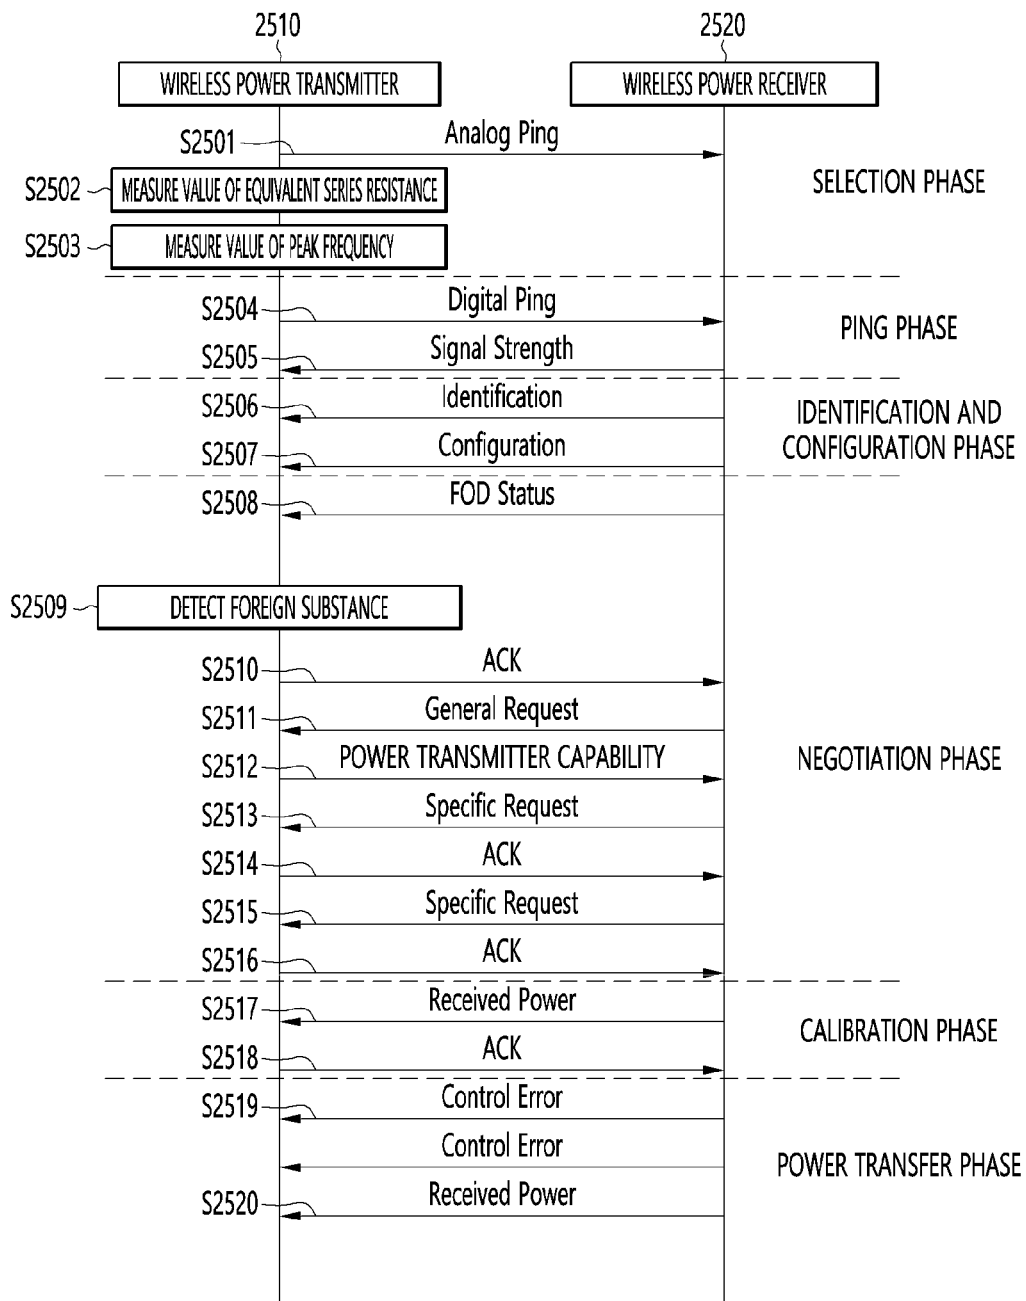 2510
2520
WIRELESS POWER TRANSMITTER
WIRELESS POWER RECEIVER
S2501
Analog Ping
SELECTION PHASE
S2502
MEASURE VALUE OF EQUIVALENT SERIES RESISTANCE
S2503
MEASURE VALUE OF PEAK FREQUENCY
S2504
Digital Ping
PING PHASE
S2505
Signal Strength
S2506
Identification
IDENTIFICATION AND
CONFIGURATION PHASE
S2507
Configuration
S2508
FOD Status
S2509
DETECT FOREIGN SUBSTANCE
S2510
ACK
S2511
General Request
S2512
POWER TRANSMITTER CAPABILITY
NEGOTIATION PHASE
S2513
Specific Request
S2514
ACK
S2515
Specific Request
S2516
ACK
S2517
Received Power
CALIBRATION PHASE
S2518
ACK
S2519
Control Error
Control Error
POWER TRANSFER PHASE
S2520
Received Power